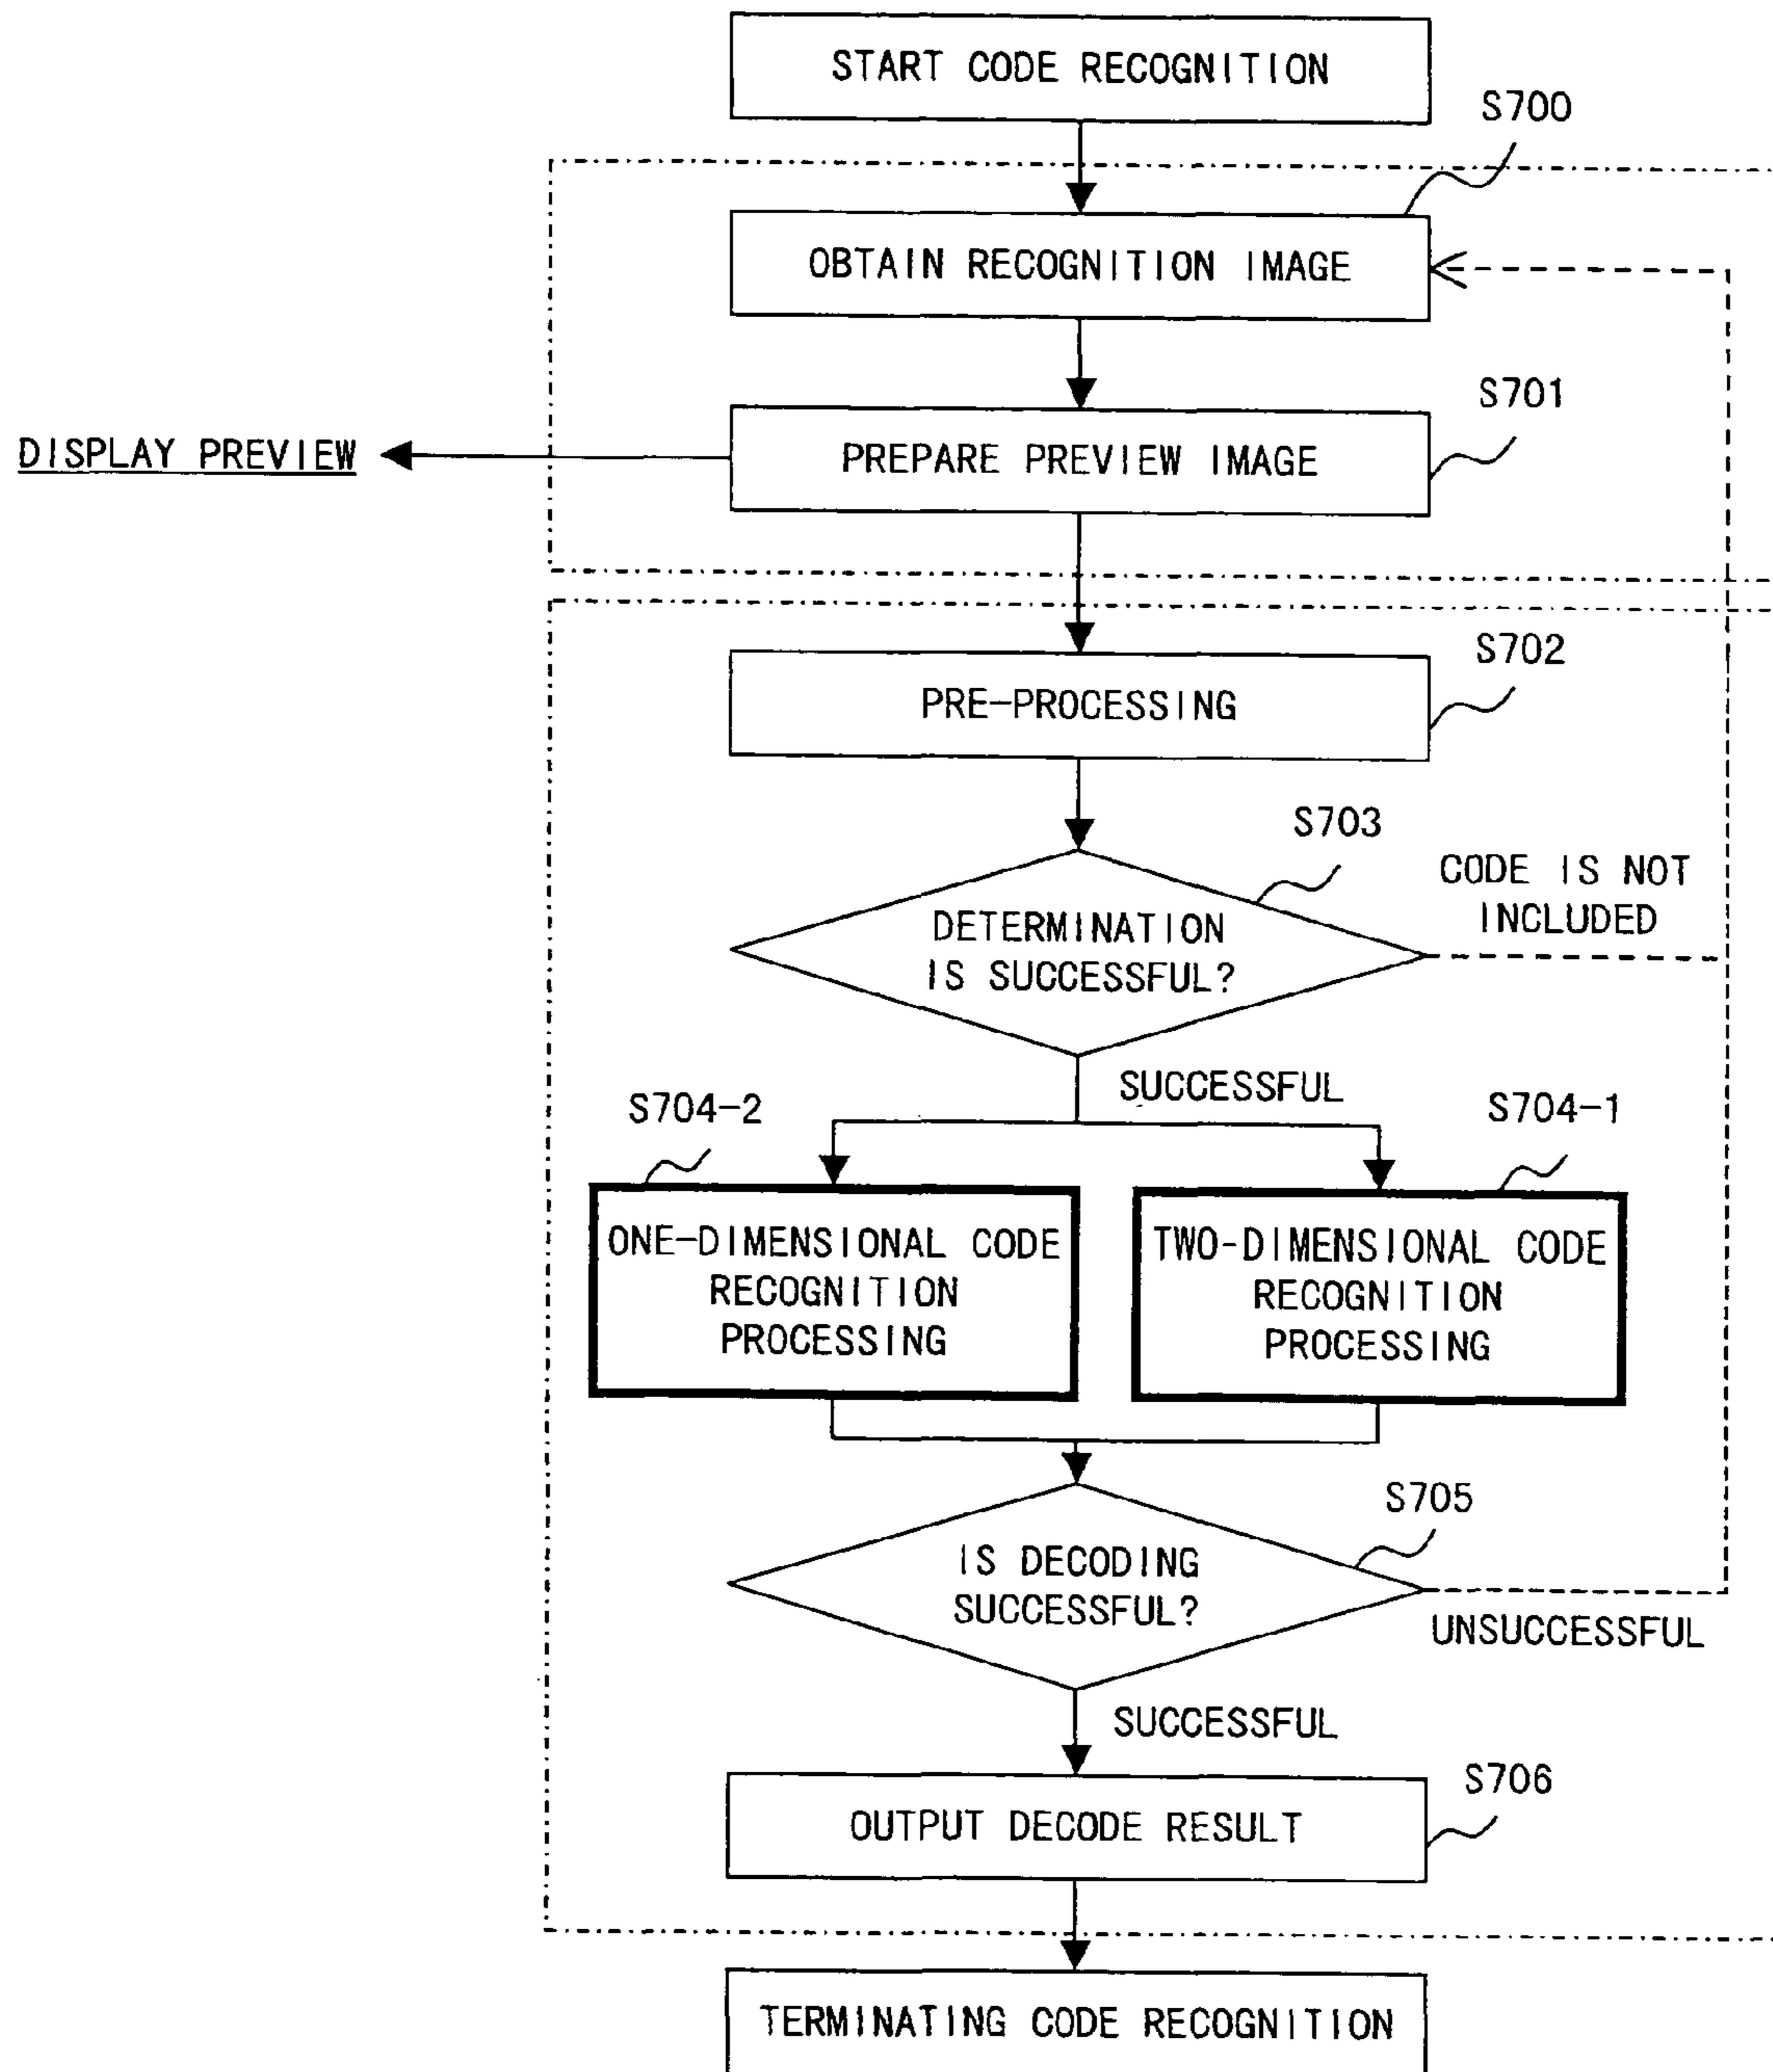 START CODE RECOGNITION
S700
OBTAIN RECOGNITION IMAGE
S701
DISPLAY PREVIEW
PREPARE PREVIEW IMAGE
S702
PRE-PROCESSING
S703
CODE IS NOT
INCLUDED
DETERMINATION
IS SUCCESSFUL?
SUCCESSFUL
S704-2
S704-1
ONE-DIMENSIONAL CODE
RECOGNITION
PROCESSING
TWO-DIMENSIONAL CODE
RECOGNITION
PROCESSING
S705
IS DECODING
SUCCESSFUL?
UNSUCCESSFUL
SUCCESSFUL
S706
OUTPUT DECODE RESULT
TERMINATING CODE RECOGNITION